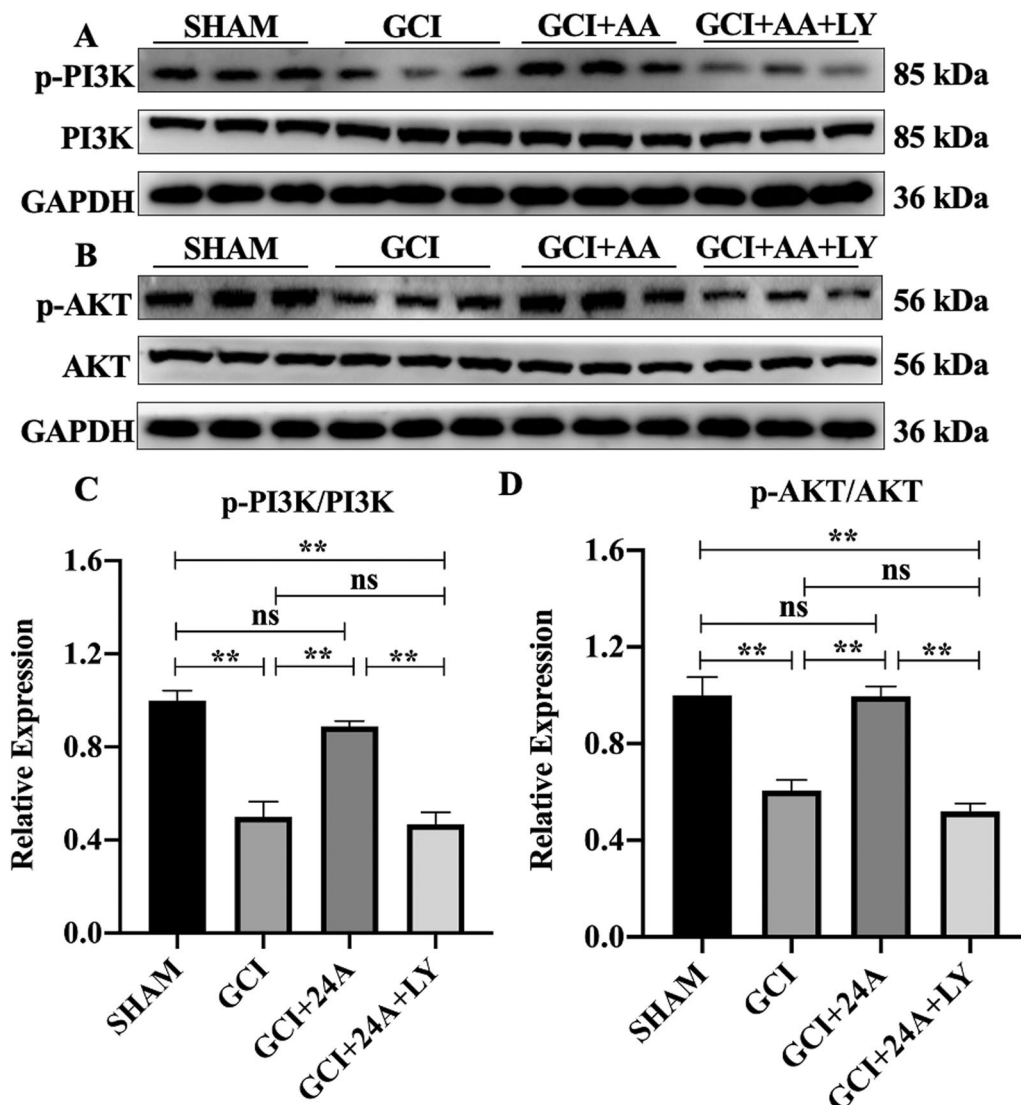 A
SHAM GCI GCI+AA GCI+AA+LY
p-PI3K 85 kDa
PI3K 85 kDa
GAPDH 36 kDa
B
SHAM GCI GCI+AA GCI+AA+LY
p-AKT 56 kDa
AKT 56 kDa
GAPDH 36 kDa
C
p-PI3K/PI3K
Relative Expression
1.6
1.2
0.8
0.4
0.0
**
ns
ns
** ** **
SHAM
GCI
GCI+24A
GCI+24A+LY
D
p-AKT/AKT
Relative Expression
1.6
1.2
0.8
0.4
0.0
**
ns
ns
** ** **
SHAM
GCI
GCI+24A
GCI+24A+LY